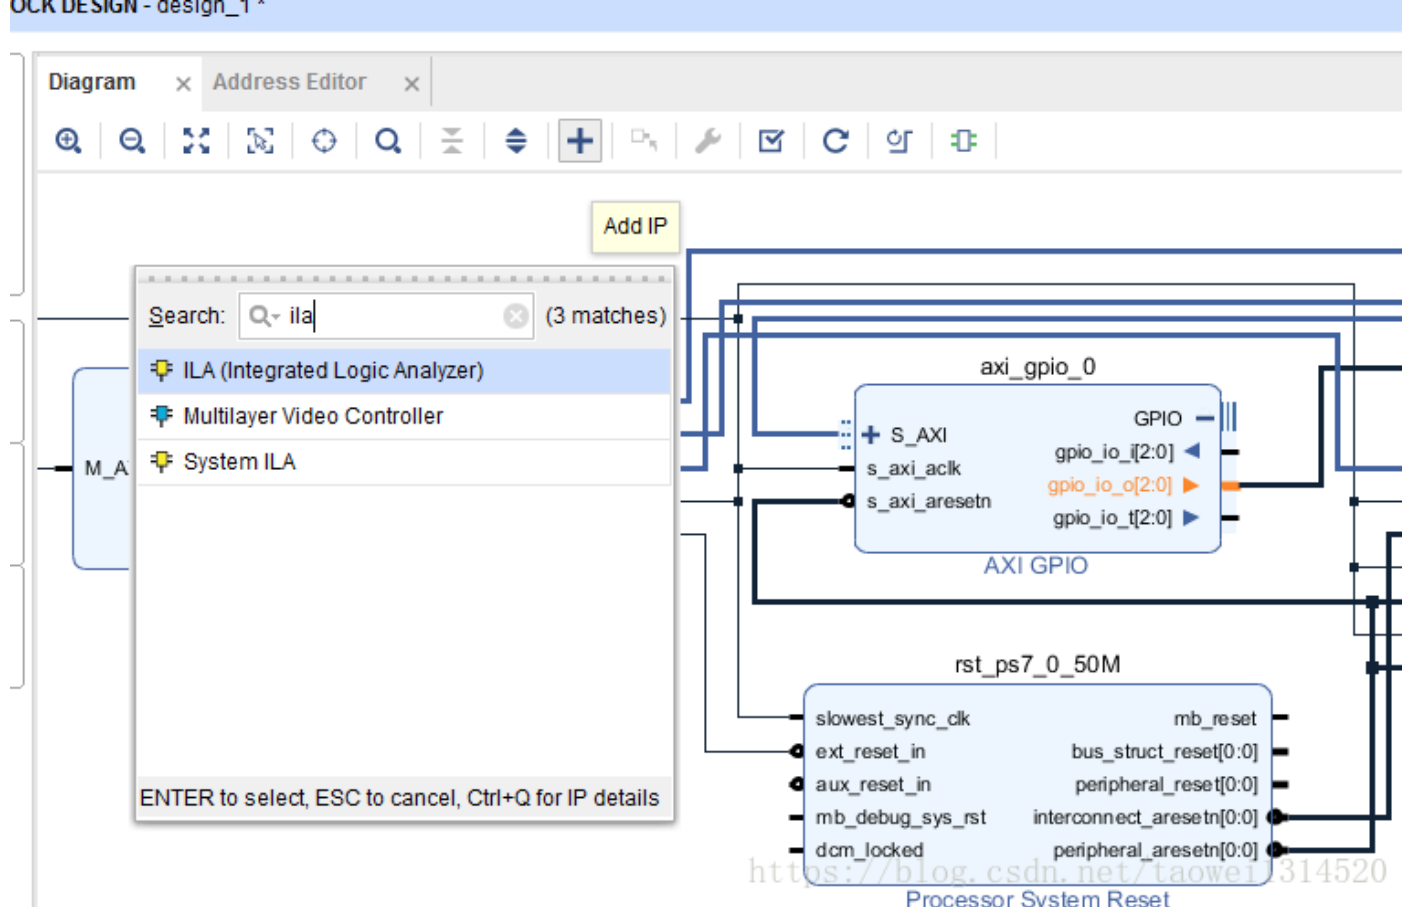 OCK DESIGN - design_1 *
Diagram
Address Editor
Add IP
Search: ila (3 matches)
ILA (Integrated Logic Analyzer)
Multilayer Video Controller
System ILA
ENTER to select, ESC to cancel, Ctrl+Q for IP details
M_A
axi_gpio_0
GPIO
S_AXI
gpio_io_i[2:0]
s_axi_aclk
gpio_io_o[2:0]
s_axi_aresetn
gpio_io_t[2:0]
AXI GPIO
rst_ps7_0_50M
slowest_sync_clk mb_reset
ext_reset_in bus_struct_reset[0:0]
aux_reset_in peripheral_reset[0:0]
mb_debug_sys_rst interconnect_aresetn[0:0]
dcm_locked peripheral_aresetn[0:0]
https://blog.csdn.net/taowei1314520
Processor System Reset